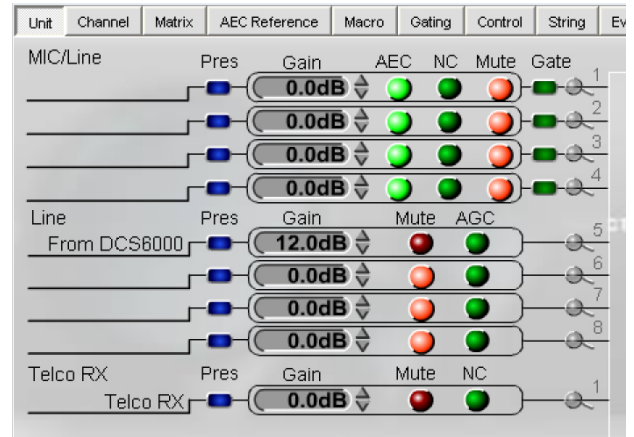 Unit Channel Matrix AEC Reference Macro Gating Control String Ev
MIC/Line Pres Gain AEC NC Mute Gate
0.0dB 1
0.0dB 2
0.0dB 3
0.0dB 4
Line Pres Gain Mute AGC
From DCS6000 12.0dB 5
0.0dB 6
0.0dB 7
0.0dB 8
Telco RX Pres Gain Mute NC
Telco RX 0.0dB 1